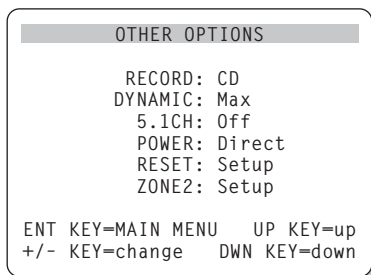 OTHER OPTIONS
RECORD: CD
DYNAMIC: Max
5.1CH: Off
POWER: Direct
RESET: Setup
ZONE2: Setup
ENT KEY=MAIN MENU UP KEY=up
+/- KEY=change DWN KEY=down